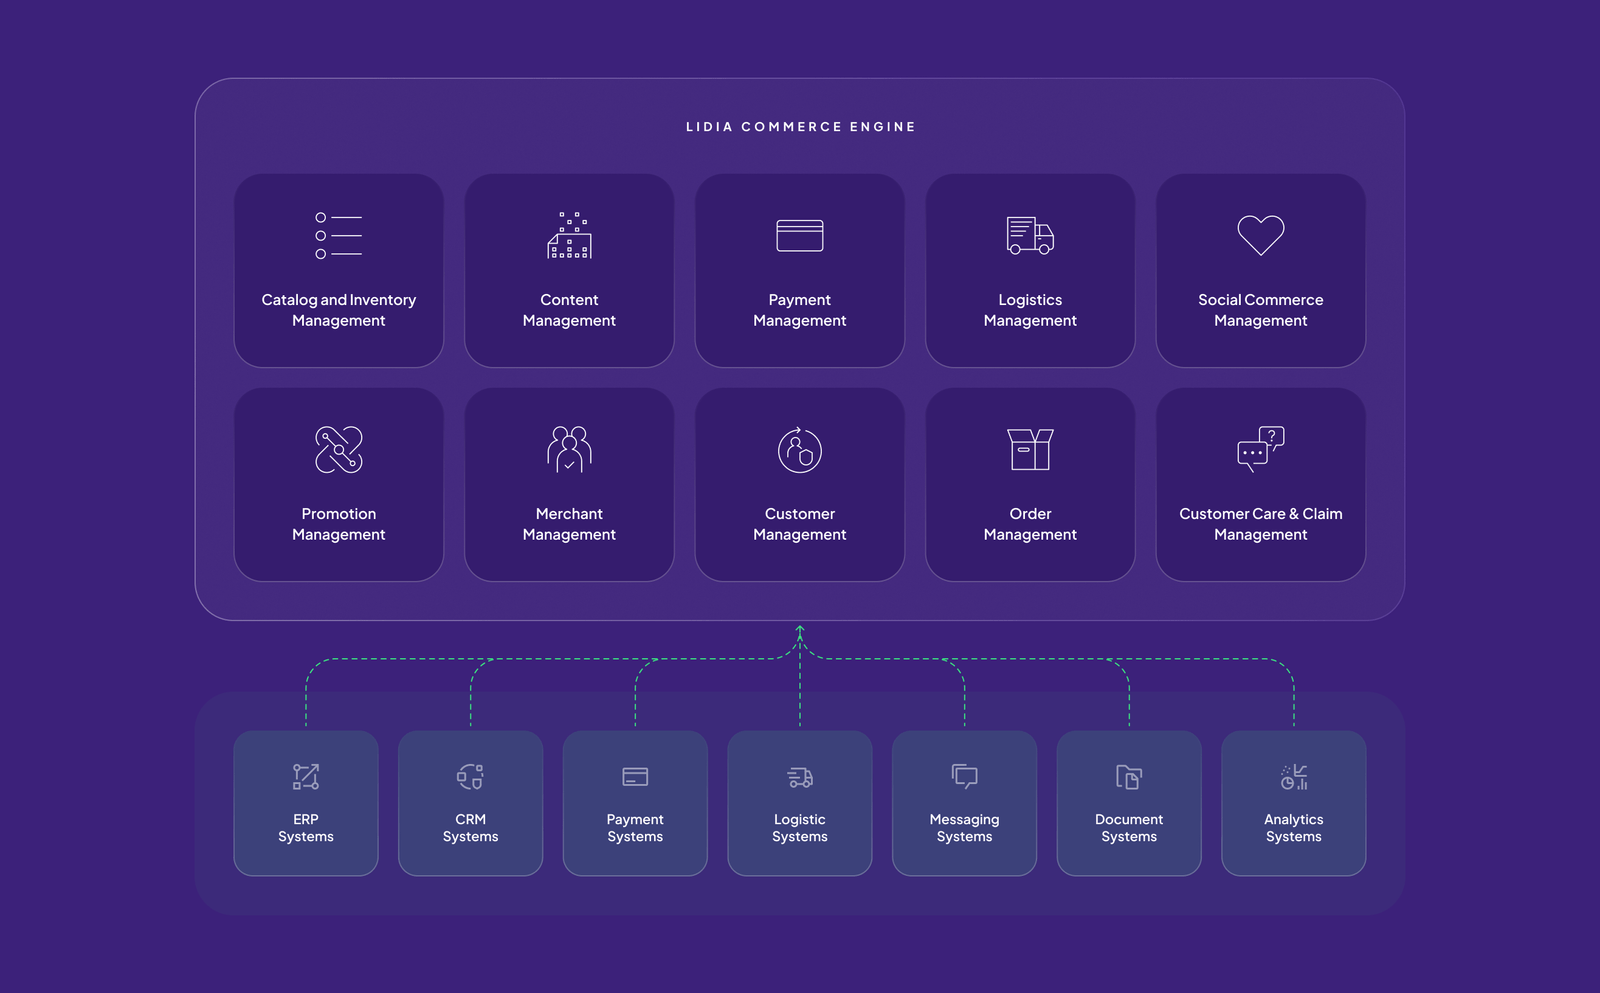 LIDIA COMMERCE ENGINE
Catalog and Inventory
Management
Content
Management
Payment
Management
Logistics
Management
Social Commerce
Management
Promotion
Management
Merchant
Management
Customer
Management
Order
Management
Customer Care & Claim
Management
ERP
Systems
CRM
Systems
Payment
Systems
Logistic
Systems
Messaging
Systems
Document
Systems
Analytics
Systems